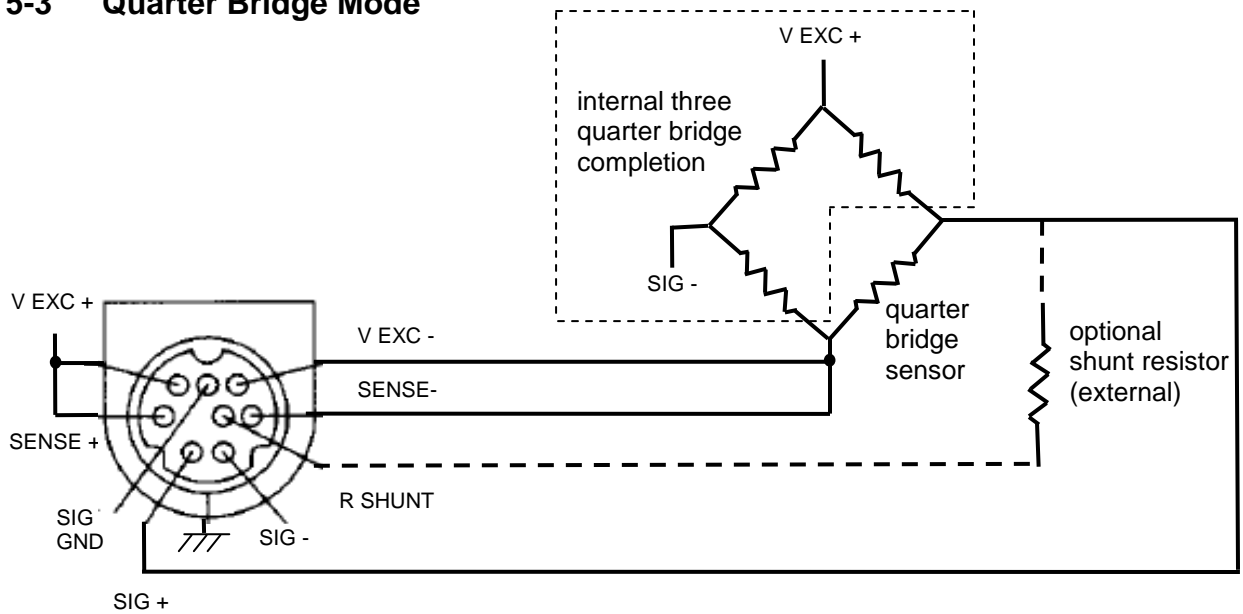 5-3 Quarter Bridge Mode
V EXC +
internal three
quarter bridge
completion
SIG -
V EXC +
V EXC -
quarter
bridge
sensor
optional
shunt resistor
(external)
SENSE-
SENSE +
R SHUNT
SIG
GND
SIG -
SIG +